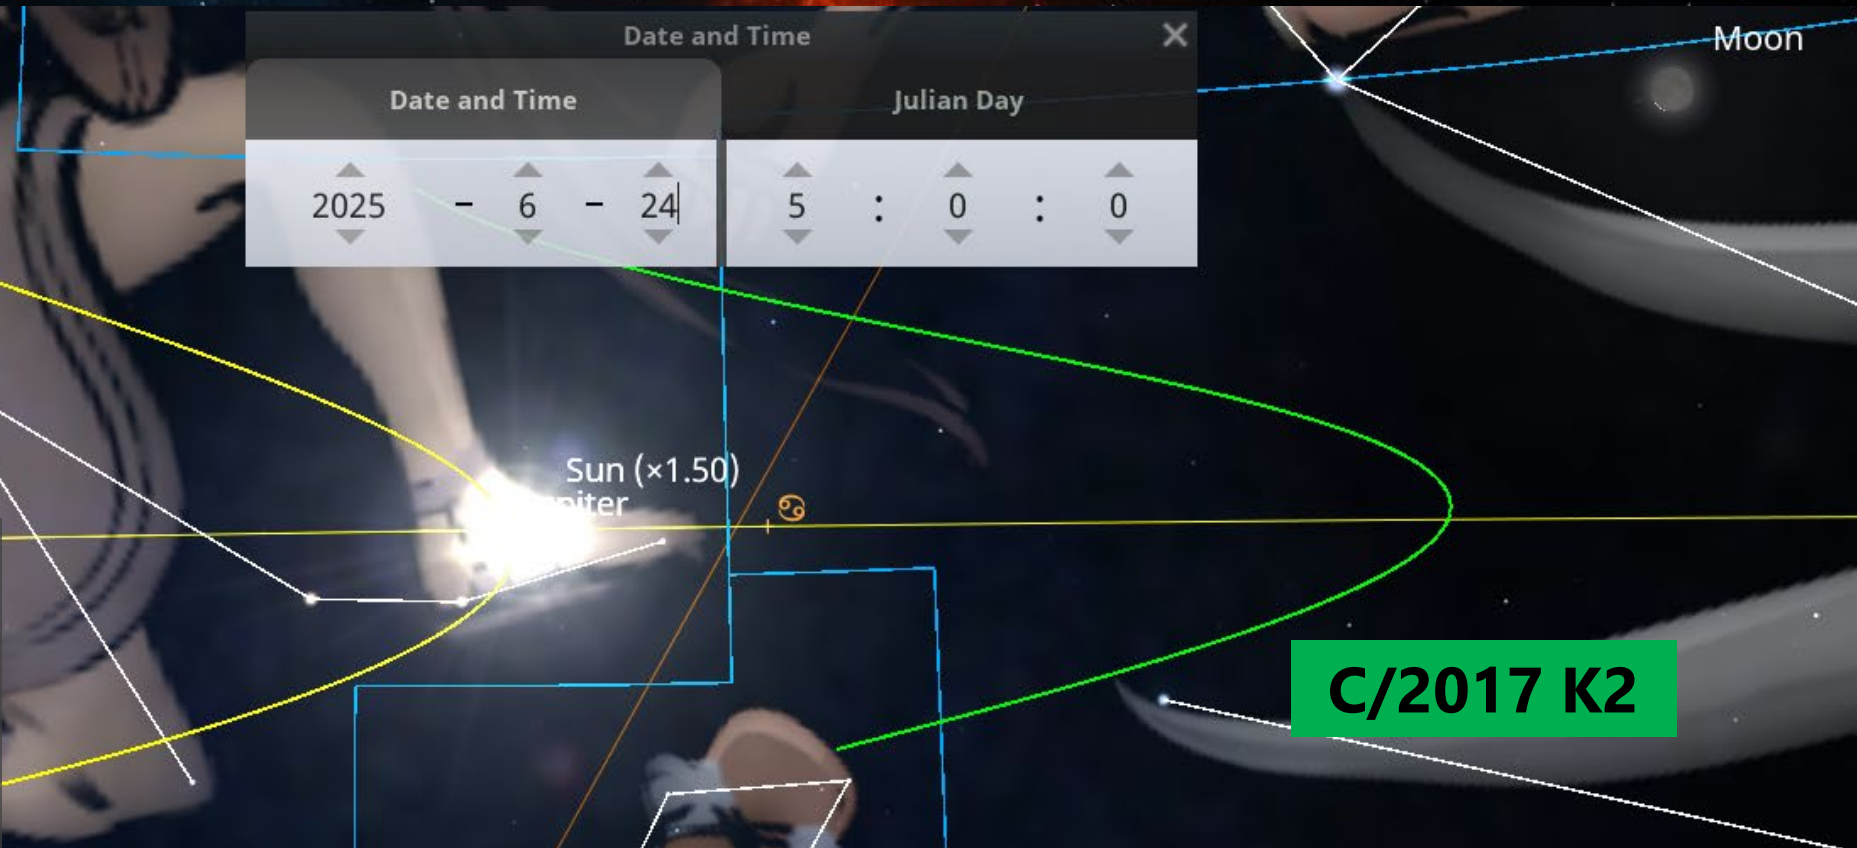 Date and Time
Moon
Date and Time
Julian Day
2025 - 6 - 24
5 : 0 : 0
Sun (×1.50)
piter
♋
C/2017 K2